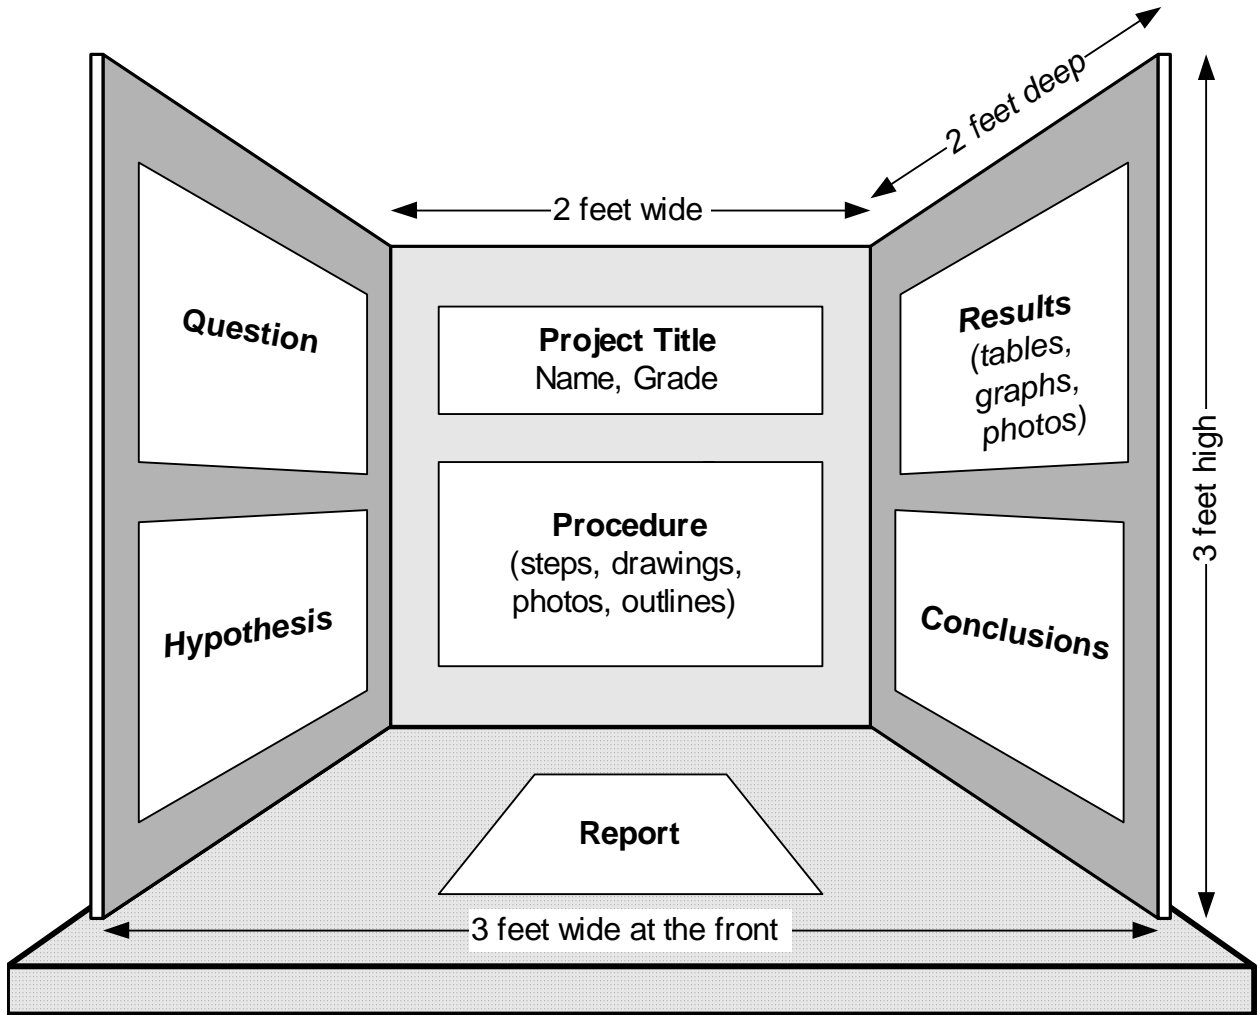 2 feet deep
2 feet wide
Question
Project Title
Name, Grade
Results
(tables,
graphs,
photos)
3 feet high
Procedure
(steps, drawings,
photos, outlines)
Hypothesis
Conclusions
Report
3 feet wide at the front